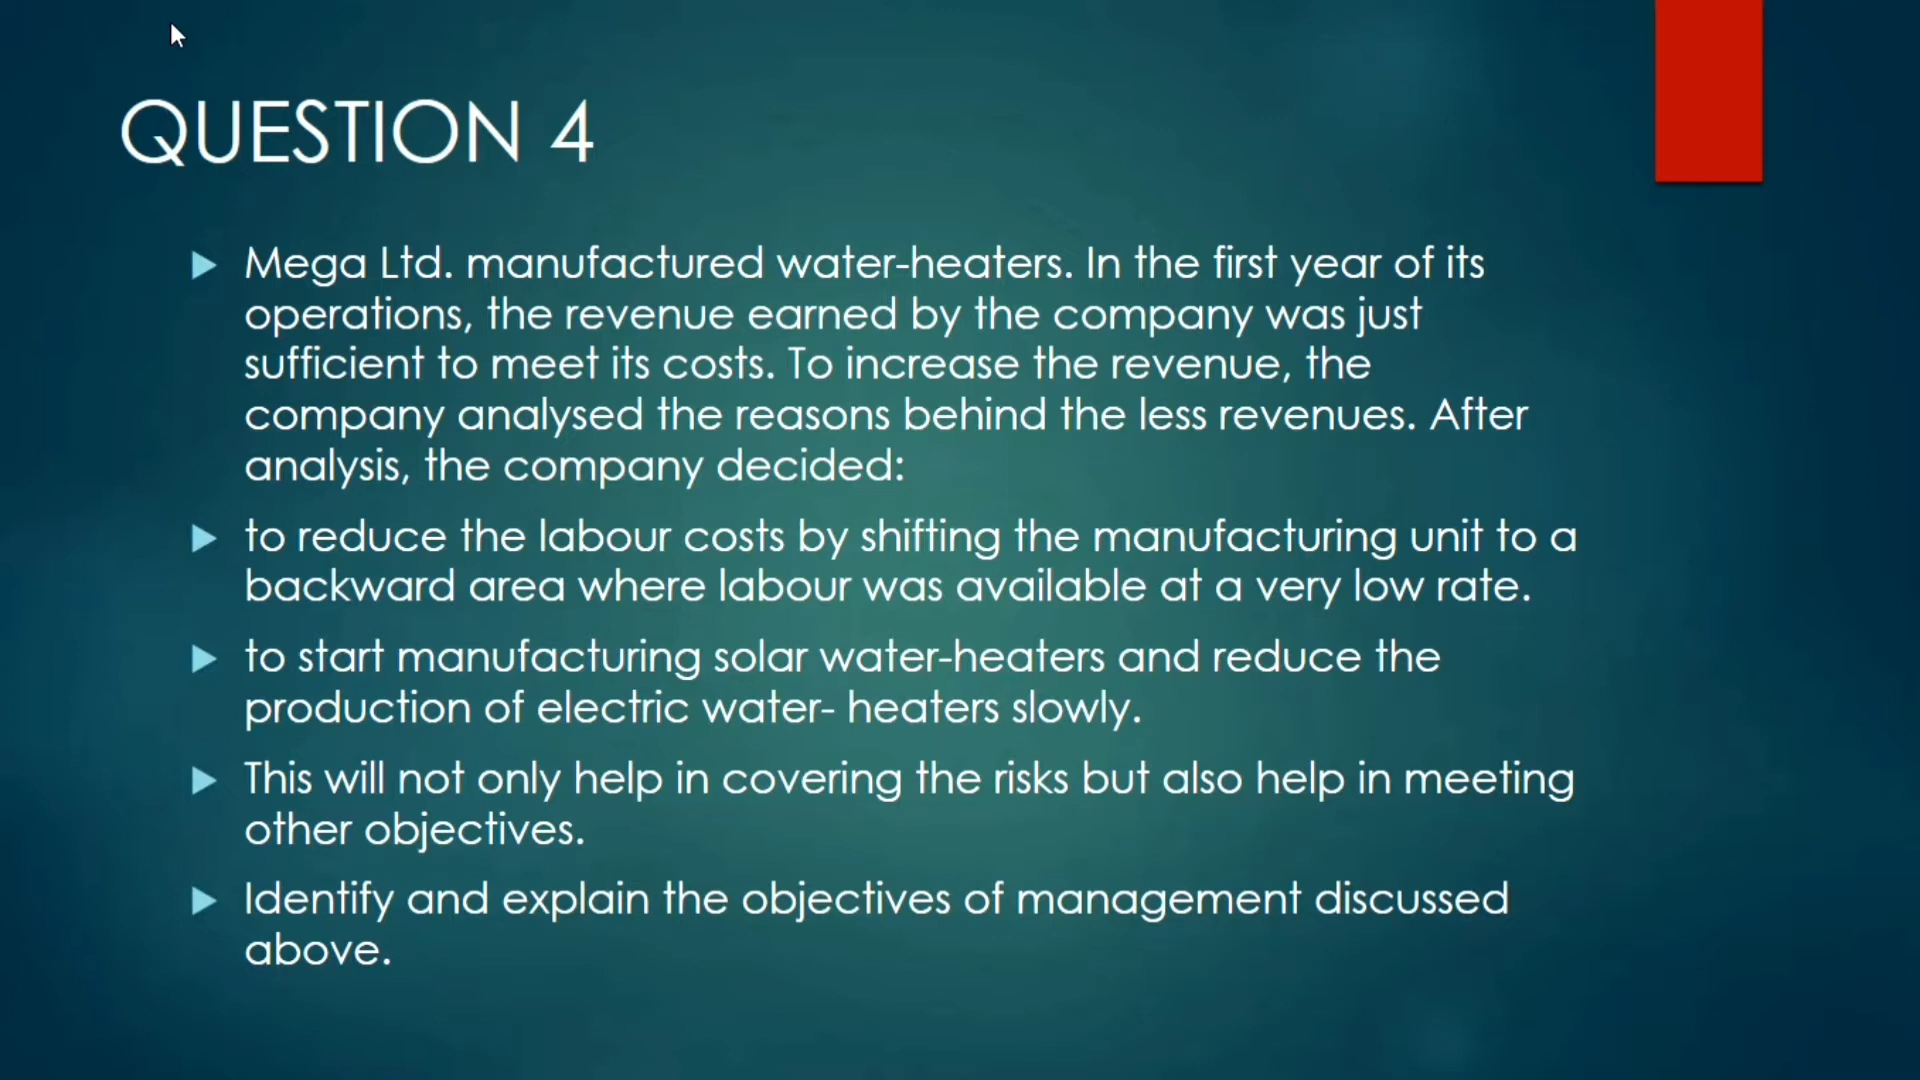 QUESTION 4
Mega Ltd. manufactured water-heaters. In the first year of its
operations, the revenue earned by the company was just
sufficient to meet its costs. To increase the revenue, the
company analysed the reasons behind the less revenues. After
analysis, the company decided:
to reduce the labour costs by shifting the manufacturing unit to a
backward area where labour was available at a very low rate.
to start manufacturing solar water-heaters and reduce the
production of electric water- heaters slowly.
This will not only help in covering the risks but also help in meeting
other objectives.
Identify and explain the objectives of management discussed
above.